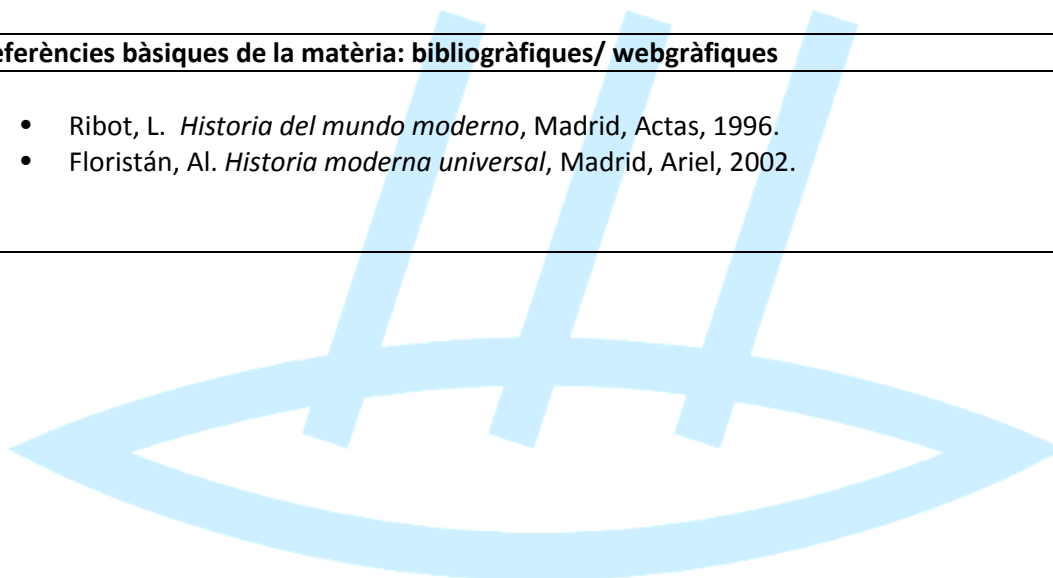 eferències bàsiques de la matèria: bibliogràfiques/ webgràfiques
• Ribot, L. Historia del mundo moderno, Madrid, Actas, 1996.
• Floristán, Al. Historia moderna universal, Madrid, Ariel, 2002.